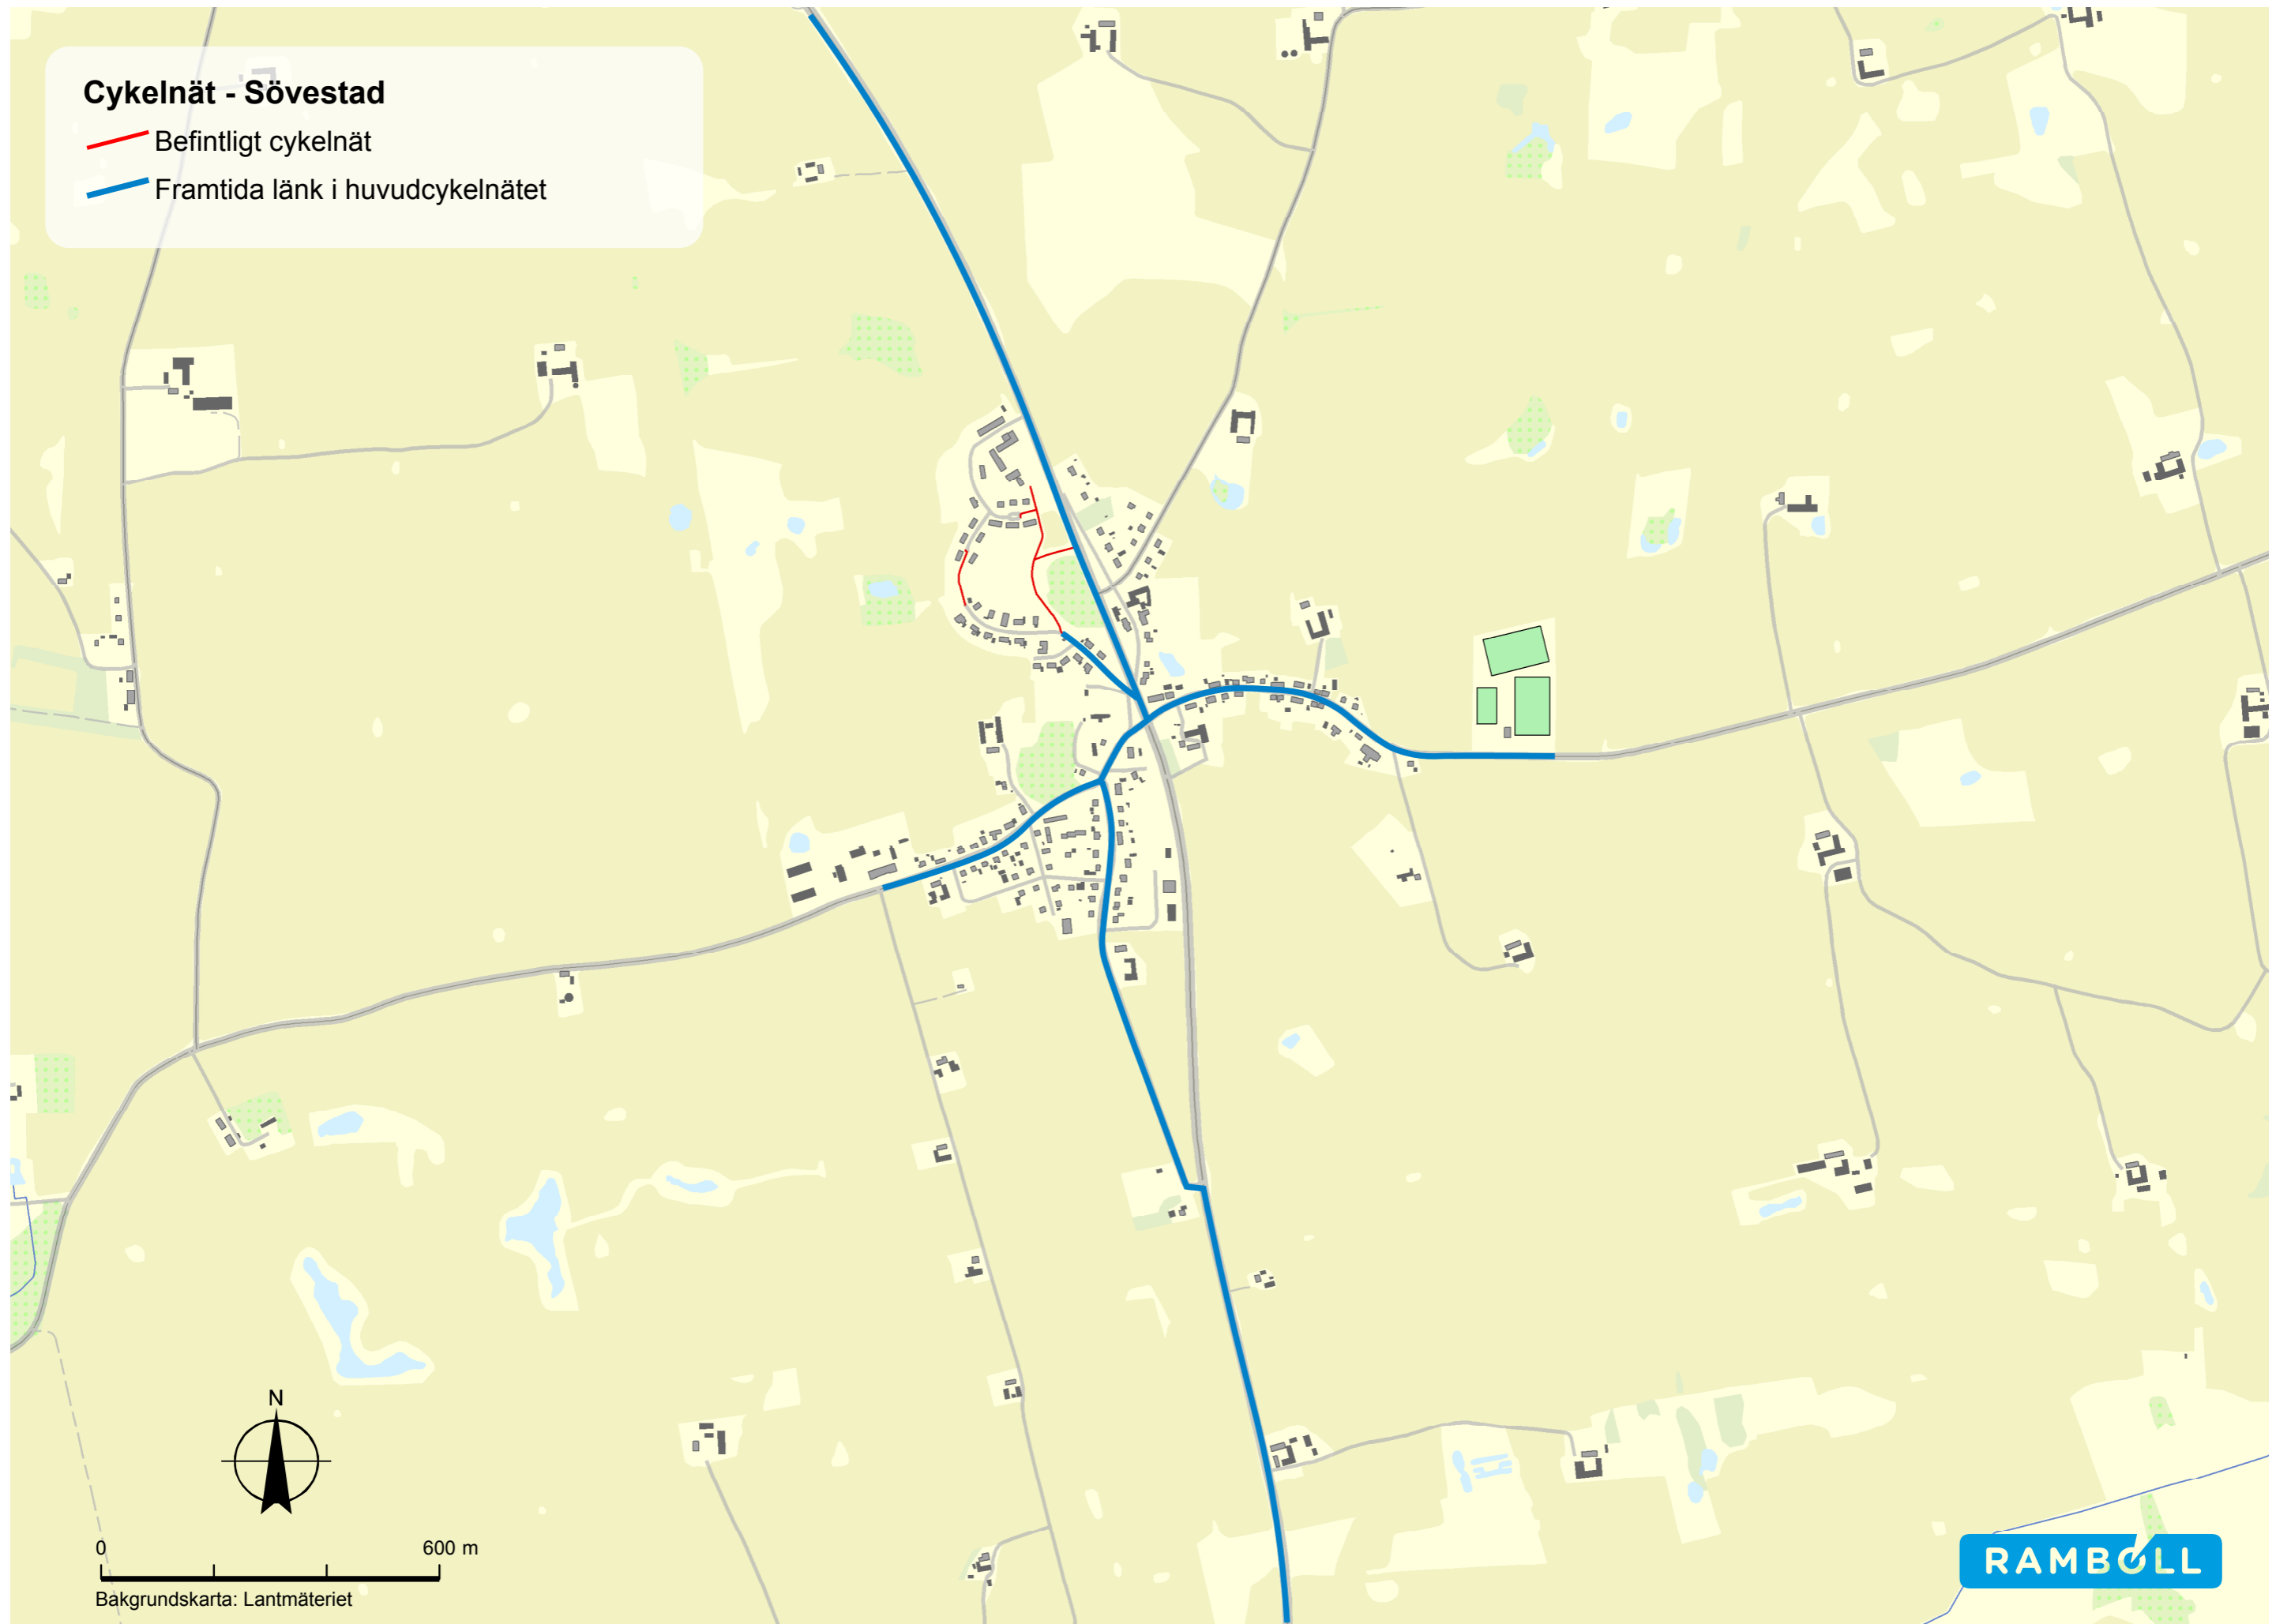 Cykelnät - Sövestad
Befintligt cykelnät
Framtida länk i huvudcykelnätet
N
0 600 m
Bakgrundskarta: Lantmäteriet
RAMBOLL